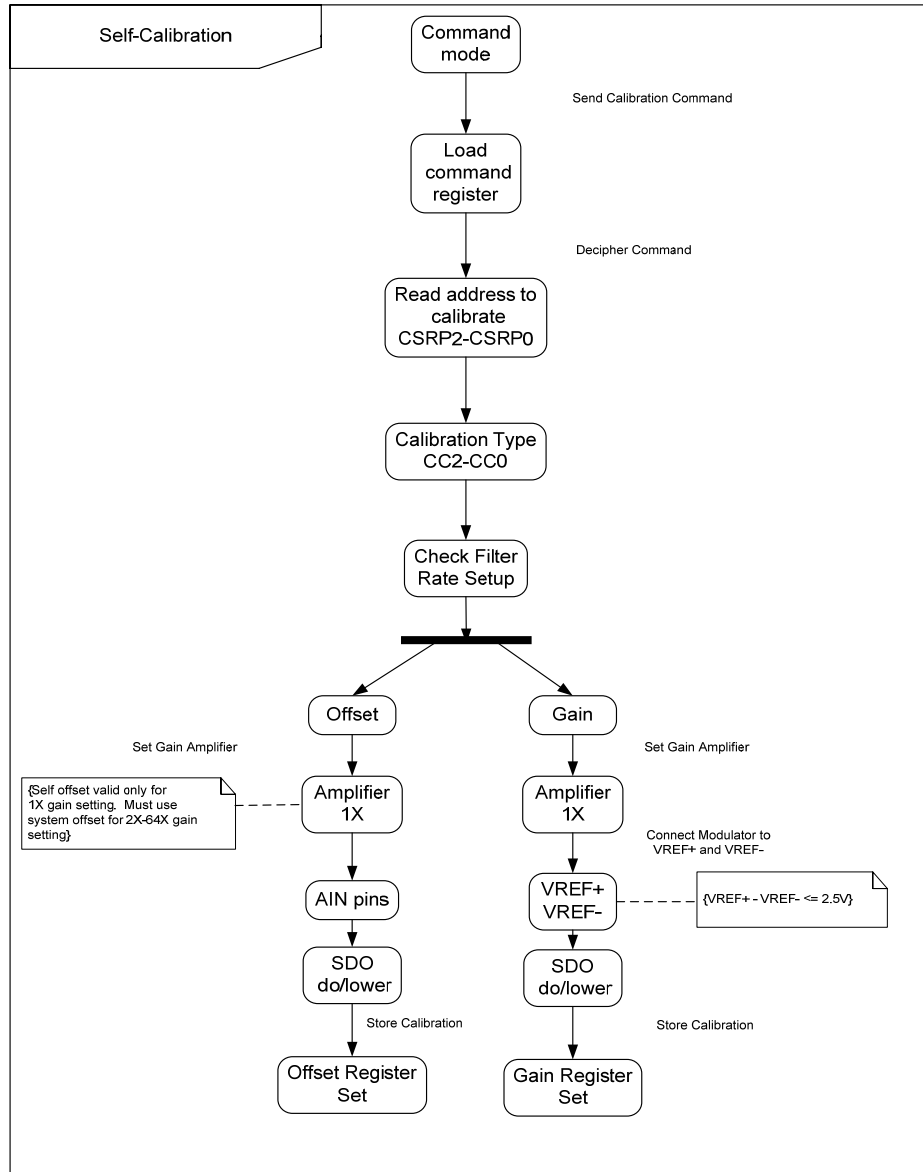 Self-Calibration
Command
mode
Send Calibration Command
Load
command
register
Decipher Command
Read address to
calibrate
CSRP2-CSRP0
Calibration Type
CC2-CC0
Check Filter
Rate Setup
Offset
Gain
Set Gain Amplifier
Set Gain Amplifier
{Self offset valid only for
1X gain setting. Must use
system offset for 2X-64X gain
setting}
Amplifier
1X
Amplifier
1X
Connect Modulator to
VREF+ and VREF-
AIN pins
VREF+
VREF-
{VREF+ - VREF- <= 2.5V}
SDO
do/lower
SDO
do/lower
Store Calibration
Store Calibration
Offset Register
Set
Gain Register
Set